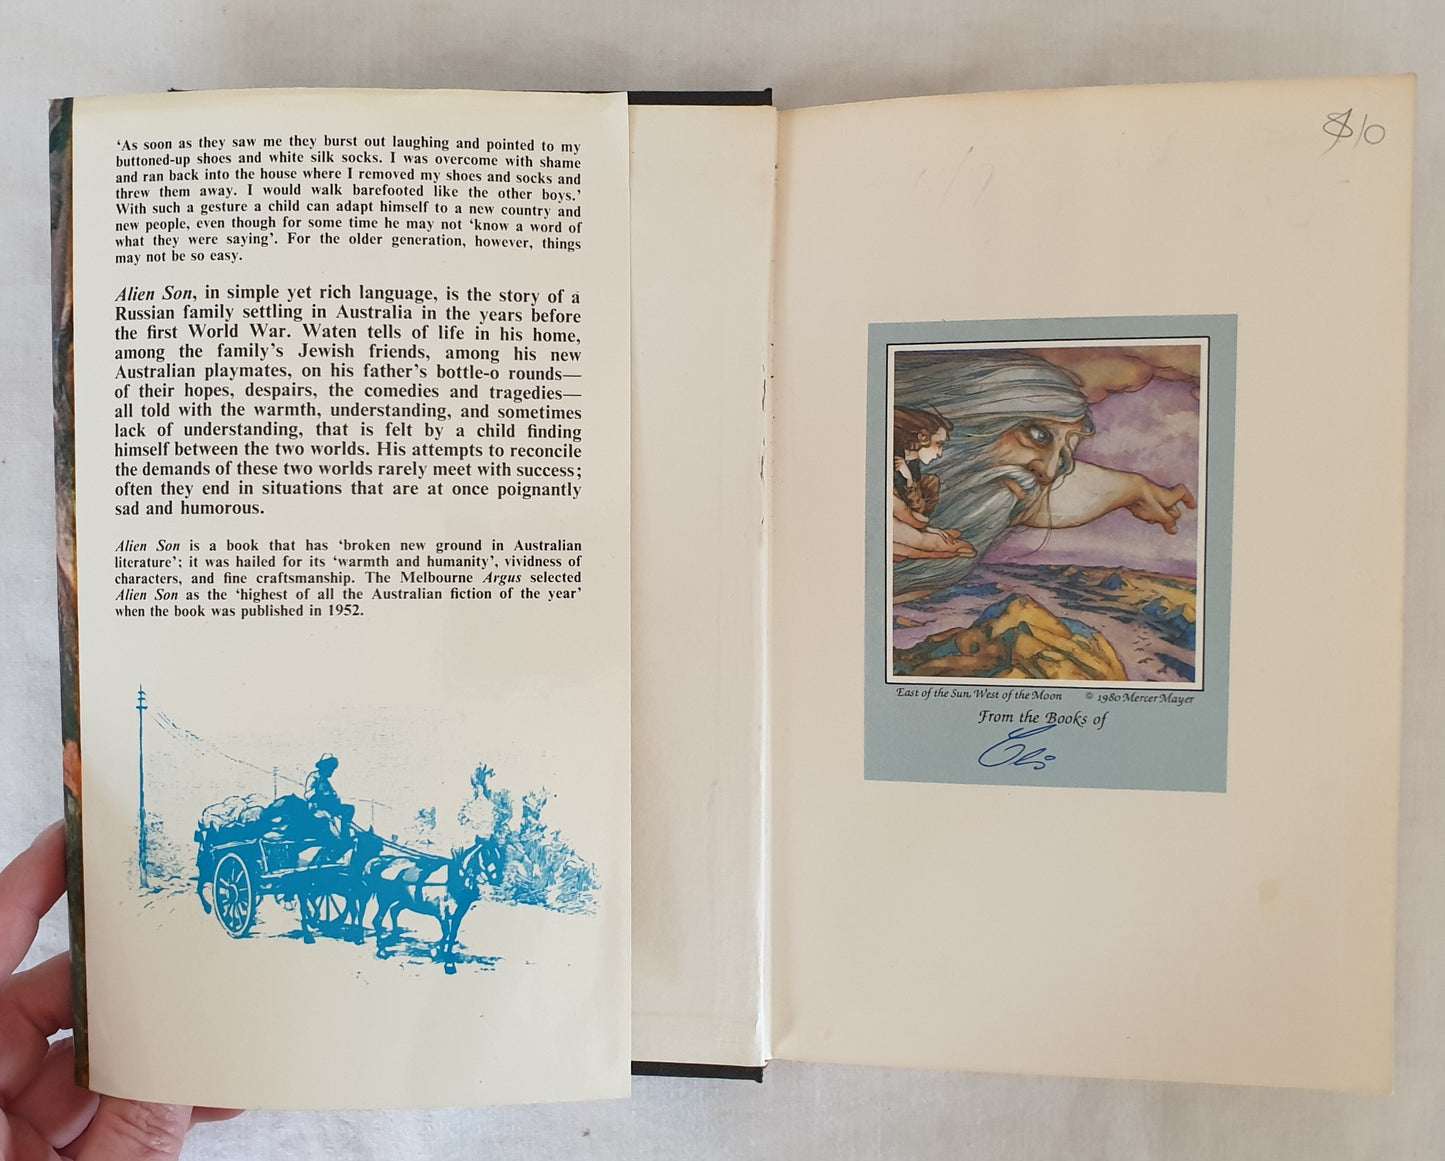 ‘As soon as they saw me they burst out laughing and pointed to my
buttoned-up shoes and white silk socks. I was overcome with shame
and ran back into the house where I removed my shoes and socks and
threw them away. I would walk barefooted like the other boys.’
With such a gesture a child can adapt himself to a new country and
new people, even though for some time he may not ‘know a word of
what they were saying’. For the older generation, however, things
may not be so easy.
Alien Son, in simple yet rich language, is the story of a
Russian family settling in Australia in the years before
the first World War. Waten tells of life in his home,
among the family’s Jewish friends, among his new
Australian playmates, on his father’s bottle-o rounds—
of their hopes, despairs, the comedies and tragedies—
all told with the warmth, understanding, and sometimes
lack of understanding, that is felt by a child finding
himself between the two worlds. His attempts to reconcile
the demands of these two worlds rarely meet with success;
often they end in situations that are at once poignantly
sad and humorous.
Alien Son is a book that has ‘broken new ground in Australian
literature’; it was hailed for its ‘warmth and humanity’, vividness of
characters, and fine craftsmanship. The Melbourne Argus selected
Alien Son as the ‘highest of all the Australian fiction of the year’
when the book was published in 1952.
$10
East of the Sun, West of the Moon © 1980 Mercer Mayer
From the Books of